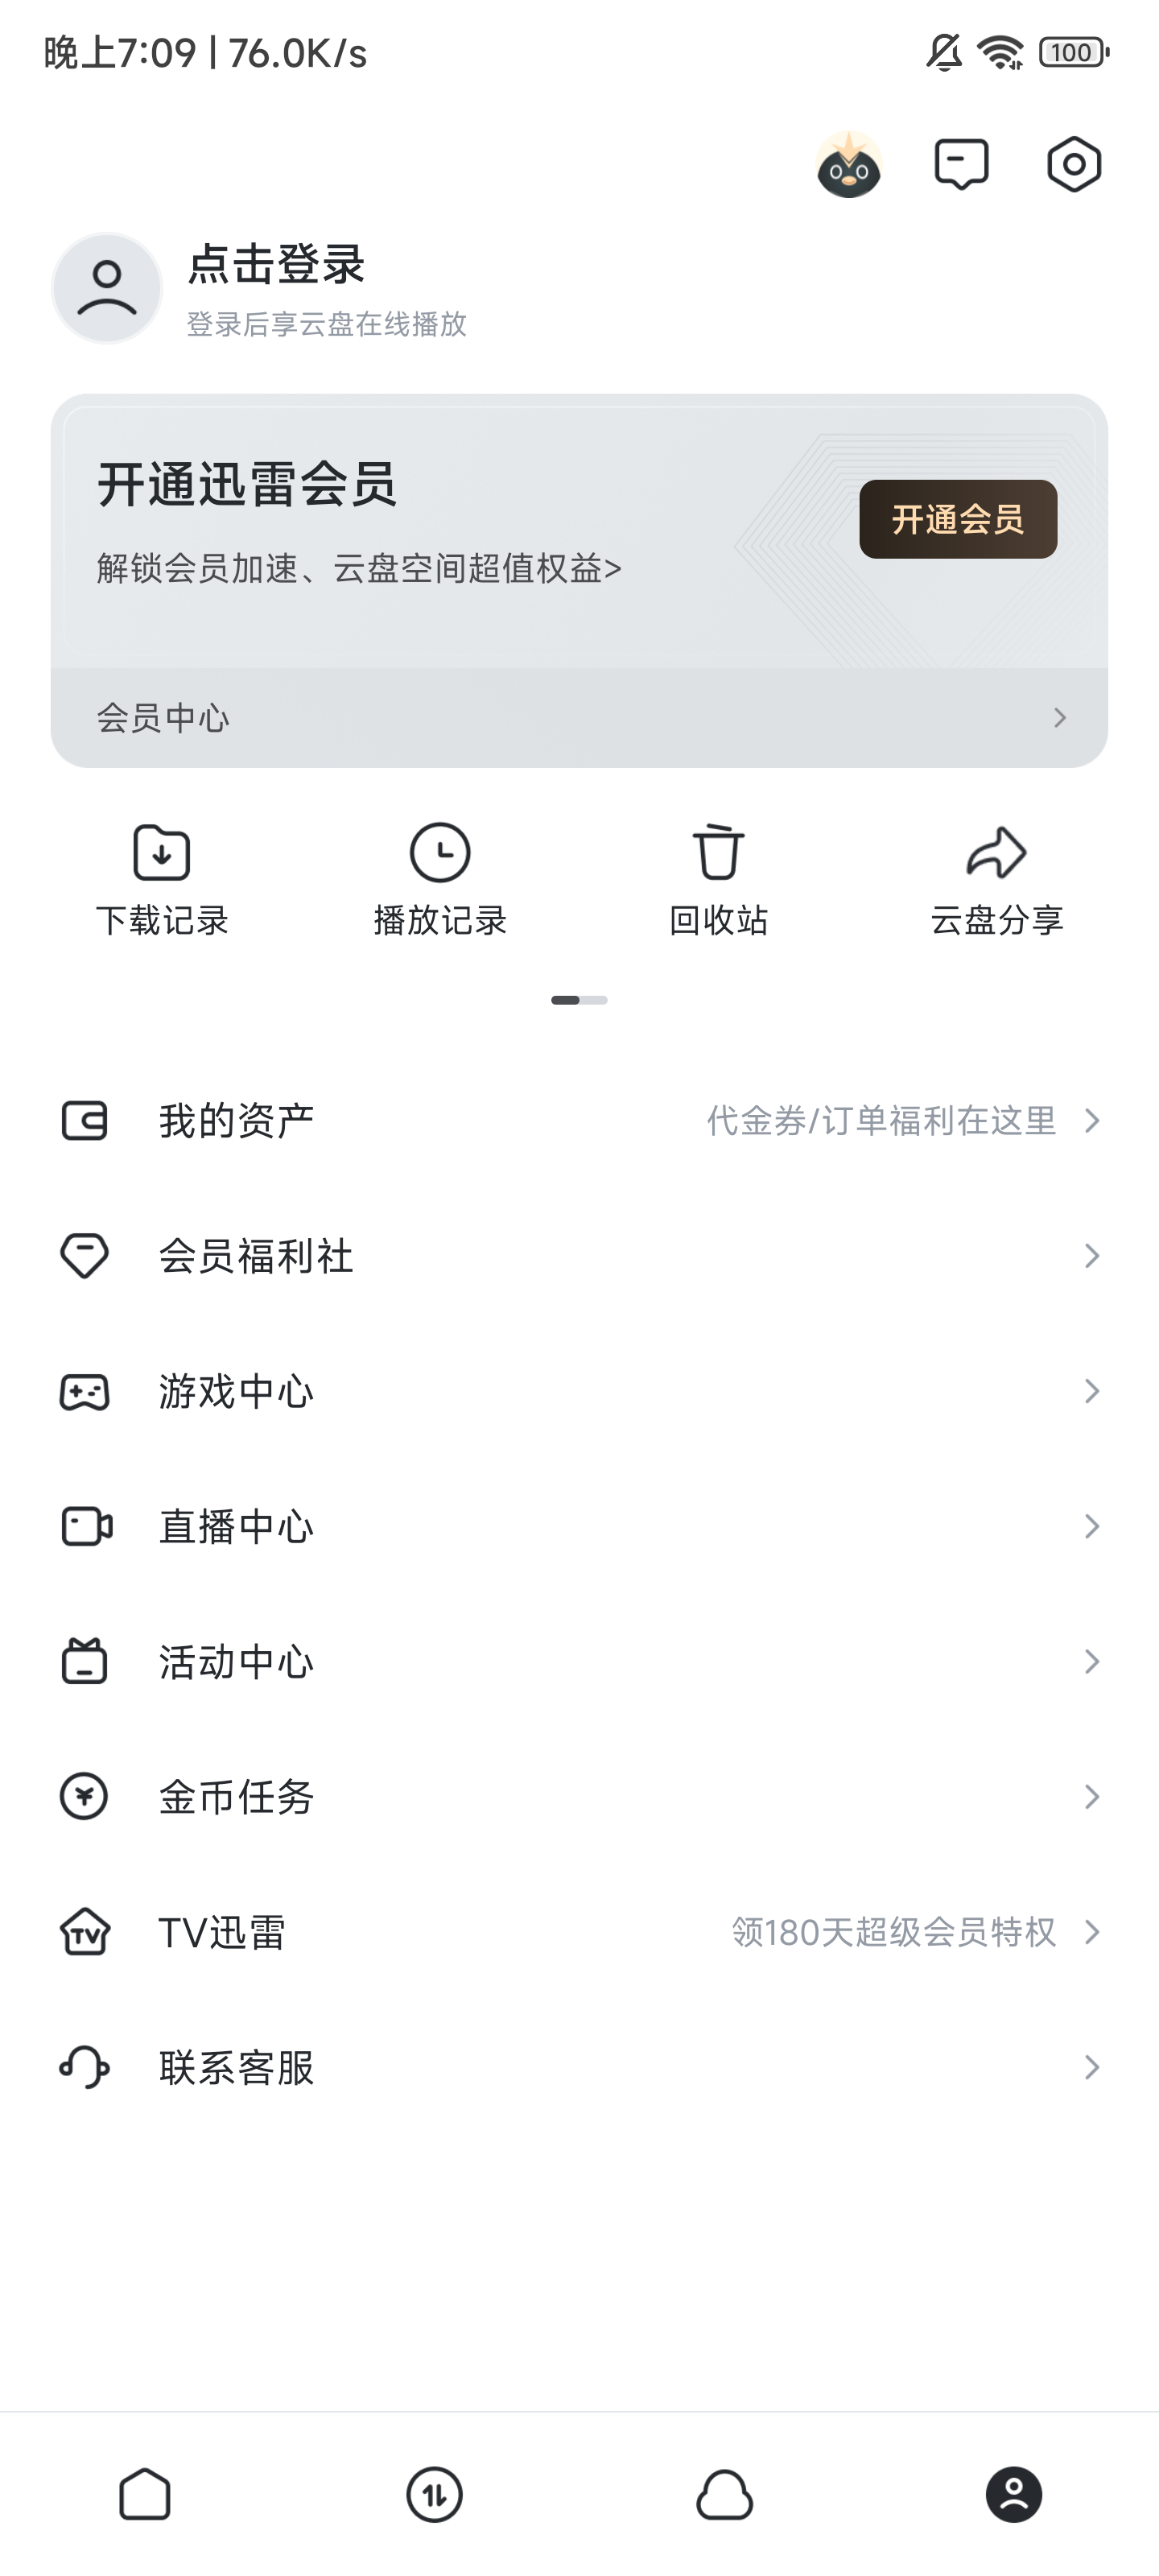 晚上7:09 | 76.0K/s
100
点击登录
登录后享云盘在线播放
开通迅雷会员
开通会员
解锁会员加速、云盘空间超值权益>
会员中心
下载记录
播放记录
回收站
云盘分享
我的资产
代金券/订单福利在这里
会员福利社
游戏中心
直播中心
活动中心
金币任务
TV迅雷
领180天超级会员特权
联系客服